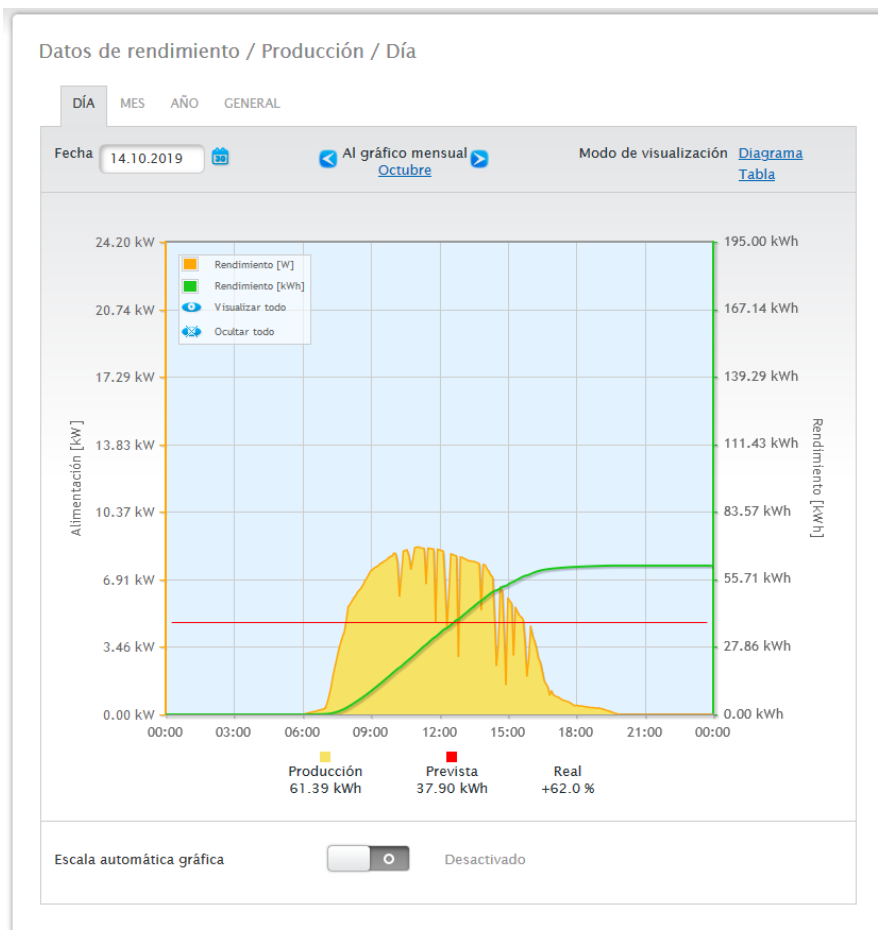 Datos de rendimiento / Producción / Día
DÍA MES AÑO GENERAL
Fecha 14.10.2019 30 Al gráfico mensual Modo de visualización Diagrama
Octubre Tabla
24.20 kW 195.00 kWh
Rendimiento [W]
Rendimiento [kWh]
20.74 kW 167.14 kWh
Visualizar todo
Ocultar todo
17.29 kW 139.29 kWh
13.83 kW 111.43 kWh
10.37 kW 83.57 kWh
6.91 kW 55.71 kWh
3.46 kW 27.86 kWh
0.00 kW 0.00 kWh
Alimentación [kW]
Rendimiento [kWh]
00:00 03:00 06:00 09:00 12:00 15:00 18:00 21:00 00:00
Producción Prevista Real
61.39 kWh 37.90 kWh +62.0 %
Escala automática gráfica Desactivado